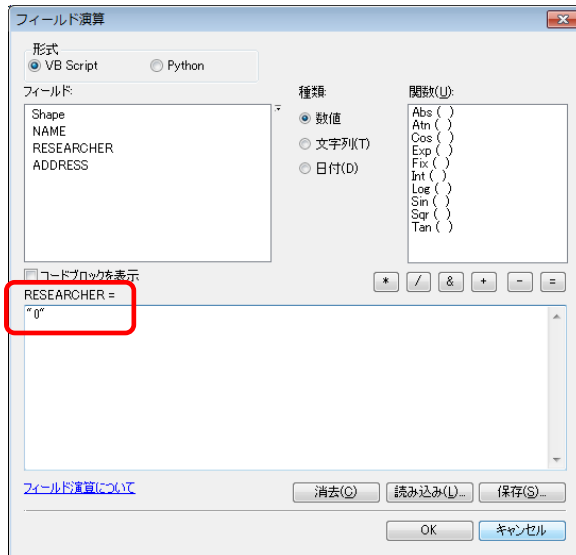 フィールド演算
形式
VB Script Python
フィールド:
Shape
NAME
RESEARCHER
ADDRESS
種類:
数値
文字列(T)
日付(D)
関数(U):
Abs ( )
Atn ( )
Cos ( )
Exp ( )
Fix ( )
Int ( )
Log ( )
Sin ( )
Sqr ( )
Tan ( )
コードブロックを表示
* / & + - =
RESEARCHER =
"0"
フィールド演算について
消去(C) 読み込み(L)... 保存(S)...
OK キャンセル